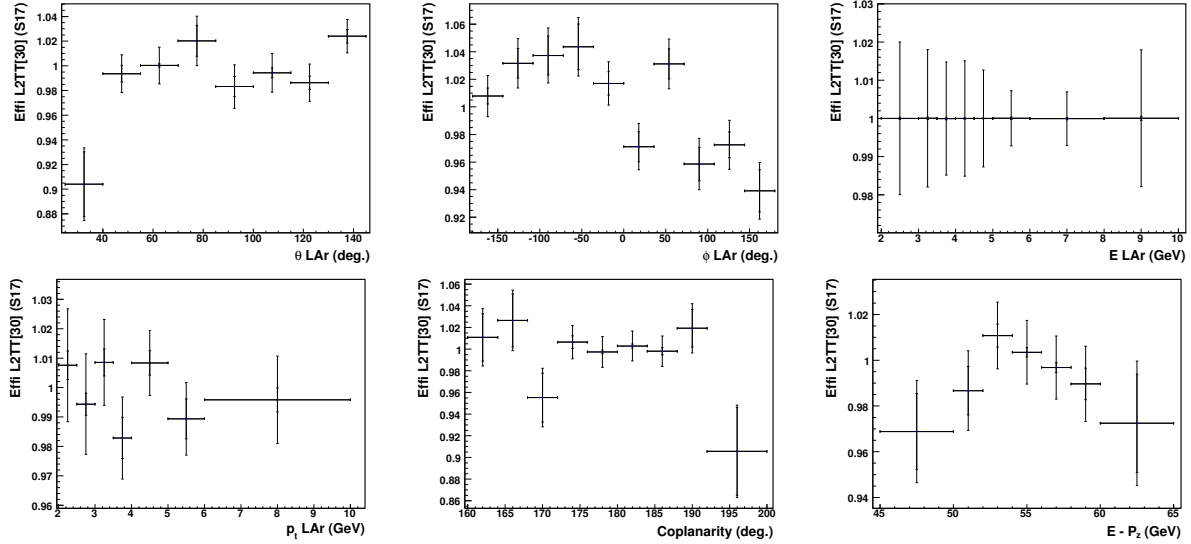 Effi L2TT[30] (S17)
1.04
1.02
1
0.98
0.96
0.94
0.92
0.9
0.88
40 60 80 100 120 140
θ LAr (deg.)
Effi L2TT[30] (S17)
1.06
1.04
1.02
1
0.98
0.96
0.94
0.92
-150 -100 -50 0 50 100 150
ϕ LAr (deg.)
Effi L2TT[30] (S17)
1.03
1.02
1.01
1
0.99
0.98
0.97
2 3 4 5 6 7 8 9 10
E LAr (GeV)
Effi L2TT[30] (S17)
1.03
1.02
1.01
1
0.99
0.98
0.97
0.96
2 3 4 5 6 7 8 9 10
pt LAr (GeV)
Effi L2TT[30] (S17)
1.06
1.04
1.02
1
0.98
0.96
0.94
0.92
0.9
0.88
0.86
160 165 170 175 180 185 190 195 200
Coplanarity (deg.)
Effi L2TT[30] (S17)
1.02
1
0.98
0.96
0.94
45 50 55 60 65
E - Pz (GeV)